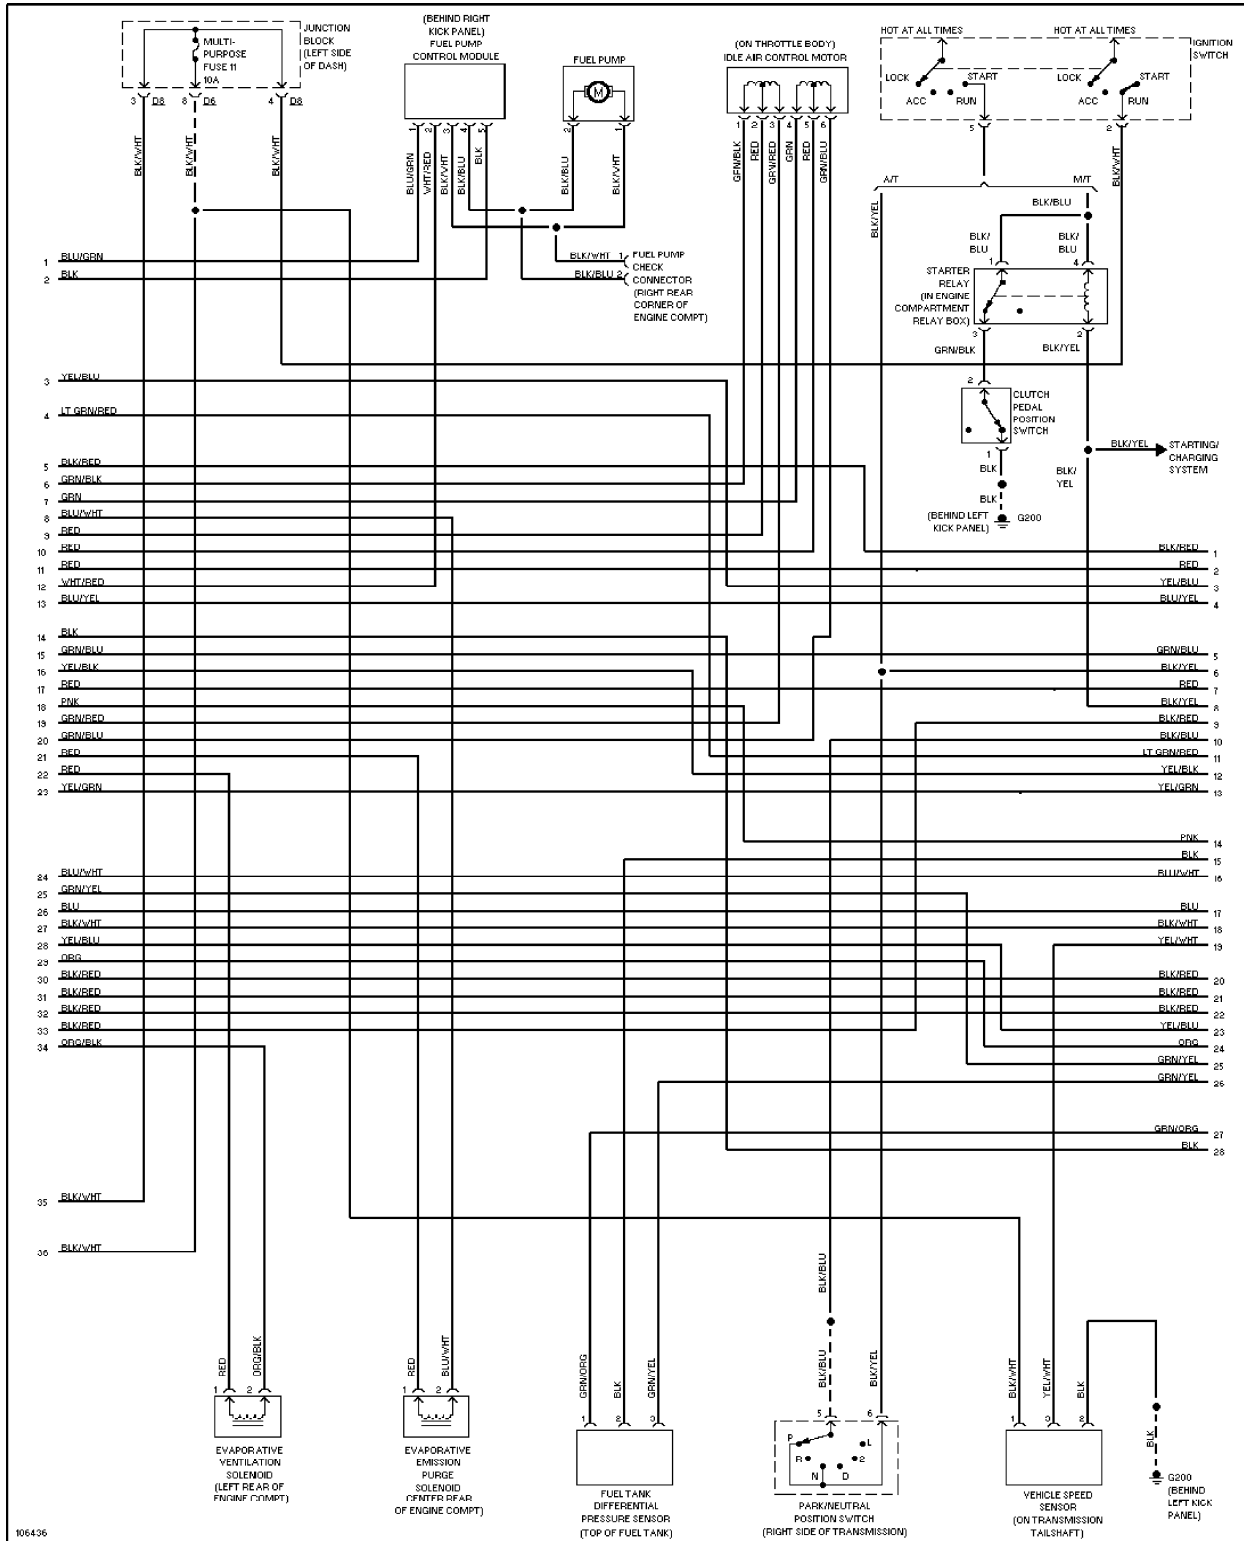 JUNCTION
BLOCK
(LEFT SIDE
OF DASH)
MULTI-
PURPOSE
FUSE 11
10A
3 D8
8 D6
4 D8
BLK/WHT
BLK/WHT
BLK/WHT
(BEHIND RIGHT
KICK PANEL)
FUEL PUMP
CONTROL MODULE
1 2 3 4 5
BLU/GRN
WHT/RED
BLK/WHT
BLK/BLU
BLK
FUEL PUMP
M
2 1
BLK/BLU
BLK/WHT
BLK/WHT 1
BLK/BLU 2
FUEL PUMP
CHECK
CONNECTOR
(RIGHT REAR
CORNER OF
ENGINE COMPT)
(ON THROTTLE BODY)
IDLE AIR CONTROL MOTOR
1 2 3 4 5 6
GRN/BLK
RED
GRN/RED
GRN
RED
GRN/BLU
HOT AT ALL TIMES
HOT AT ALL TIMES
IGNITION
SWITCH
LOCK
START
ACC
RUN
LOCK
START
ACC
RUN
5
2
BLK/WHT
A/T
M/T
BLK/YEL
BLK/BLU
BLK/
BLU
BLK/
BLU
1
4
STARTER
RELAY
(IN ENGINE
COMPARTMENT
RELAY BOX)
3
2
GRN/BLK
BLK/YEL
2
CLUTCH
PEDAL
POSITION
SWITCH
1
BLK
BLK
(BEHIND LEFT
KICK PANEL)
G200
BLK/YEL
STARTING/
CHARGING
SYSTEM
BLK/
YEL
1 BLU/GRN
2 BLK
3 YEL/BLU
4 LT GRN/RED
5 BLK/RED
6 GRN/BLK
7 GRN
8 BLU/WHT
9 RED
10 RED
11 RED
12 WHT/RED
13 BLU/YEL
14 BLK
15 GRN/BLU
16 YEL/BLK
17 RED
18 PNK
19 GRN/RED
20 GRN/BLU
21 RED
22 RED
23 YEL/GRN
24 BLU/WHT
25 GRN/YEL
26 BLU
27 BLK/WHT
28 YEL/BLU
29 ORG
30 BLK/RED
31 BLK/RED
32 BLK/RED
33 BLK/RED
34 ORG/BLK
35 BLK/WHT
36 BLK/WHT
BLK/RED 1
RED 2
YEL/BLU 3
BLU/YEL 4
GRN/BLU 5
BLK/YEL 6
RED 7
BLK/YEL 8
BLK/RED 9
BLK/BLU 10
LT GRN/RED 11
YEL/BLK 12
YEL/GRN 13
PNK 14
BLK 15
BLU/WHT 16
BLU 17
BLK/WHT 18
YEL/WHT 19
BLK/RED 20
BLK/RED 21
BLK/RED 22
YEL/BLU 23
ORG 24
GRN/YEL 25
GRN/YEL 26
GRN/ORG 27
BLK 28
RED
ORG/BLK
1 2
EVAPORATIVE
VENTILATION
SOLENOID
(LEFT REAR OF
ENGINE COMPT)
RED
BLU/WHT
1 2
EVAPORATIVE
EMISSION
PURGE
SOLENOID
CENTER REAR
OF ENGINE COMPT)
GRN/ORG
BLK
GRN/YEL
1 2 3
FUEL TANK
DIFFERENTIAL
PRESSURE SENSOR
(TOP OF FUEL TANK)
BLK/BLU
BLK/BLU
BLK/YEL
5 6
P
R
N
D
2
L
PARK/NEUTRAL
POSITION SWITCH
(RIGHT SIDE OF TRANSMISSION)
BLK/WHT
YEL/WHT
BLK
1 3 2
VEHICLE SPEED
SENSOR
(ON TRANSMISSION
TAILSHAFT)
BLK
G200
(BEHIND
LEFT KICK
PANEL)
106436